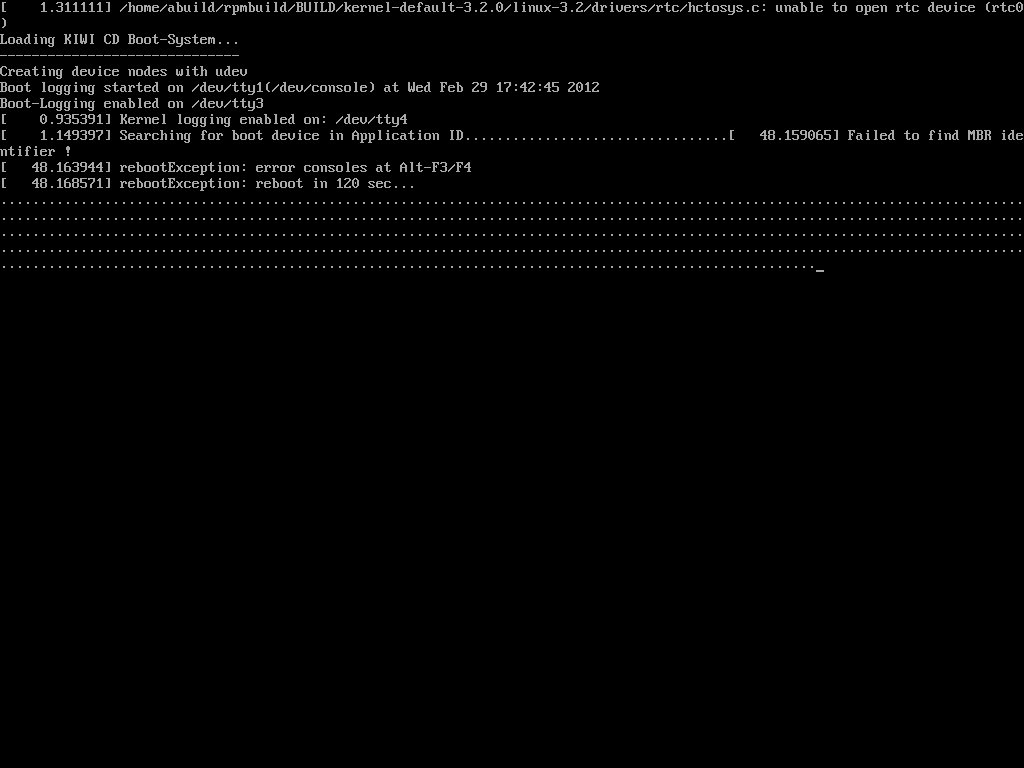 [    1.311111] /home/abuild/rpmbuild/BUILD/kernel-default-3.2.0/linux-3.2/drivers/rtc/hctosys.c: unable to open rtc device (rtc0
)
Loading KIWI CD Boot-System...
------------------------------
Creating device nodes with udev
Boot logging started on /dev/tty1(/dev/console) at Wed Feb 29 17:42:45 2012
Boot-Logging enabled on /dev/tty3
[    0.935391] Kernel logging enabled on: /dev/tty4
[    1.149397] Searching for boot device in Application ID.................................[   48.159065] Failed to find MBR ide
ntifier !
[   48.163944] rebootException: error consoles at Alt-F3/F4
[   48.168571] rebootException: reboot in 120 sec...
................................................................................................................................
................................................................................................................................
................................................................................................................................
................................................................................................................................
......................................................................................................_